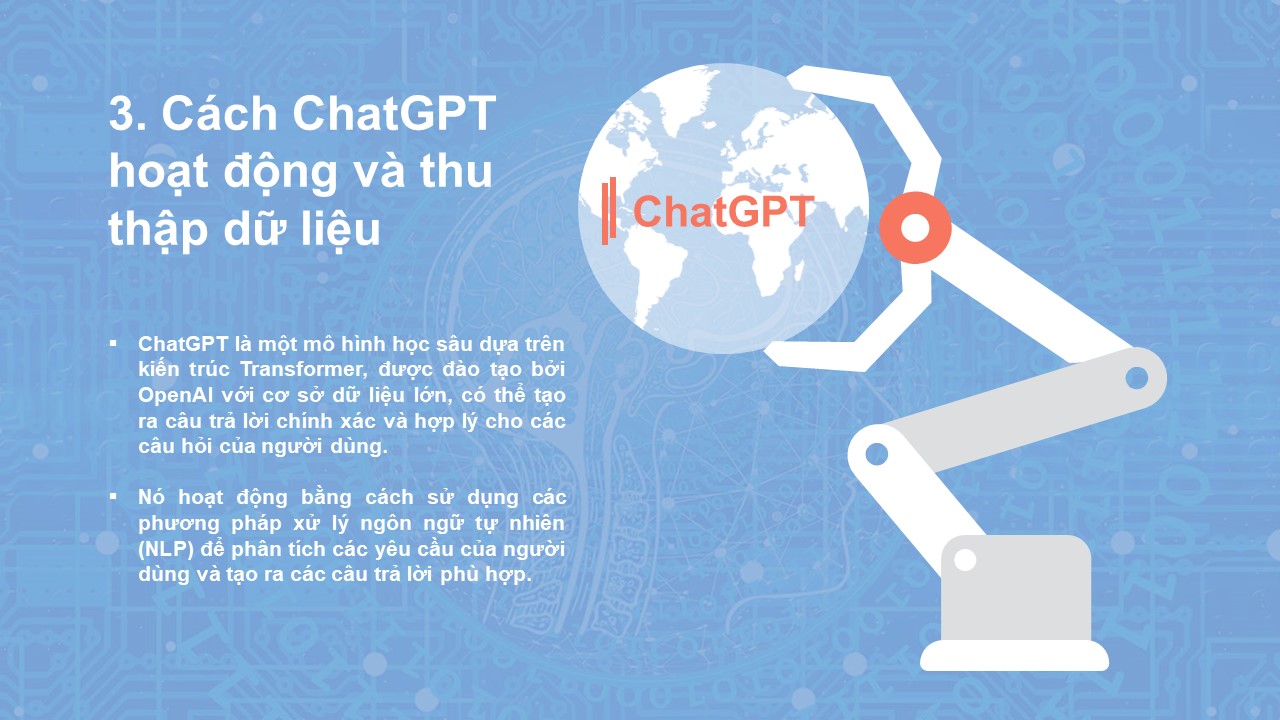 3. Cách ChatGPT
hoạt động và thu
thập dữ liệu
ChatGPT
▪ ChatGPT là một mô hình học sâu dựa trên
kiến trúc Transformer, được đào tạo bởi
OpenAI với cơ sở dữ liệu lớn, có thể tạo
ra câu trả lời chính xác và hợp lý cho các
câu hỏi của người dùng.
▪ Nó hoạt động bằng cách sử dụng các
phương pháp xử lý ngôn ngữ tự nhiên
(NLP) để phân tích các yêu cầu của người
dùng và tạo ra các câu trả lời phù hợp.